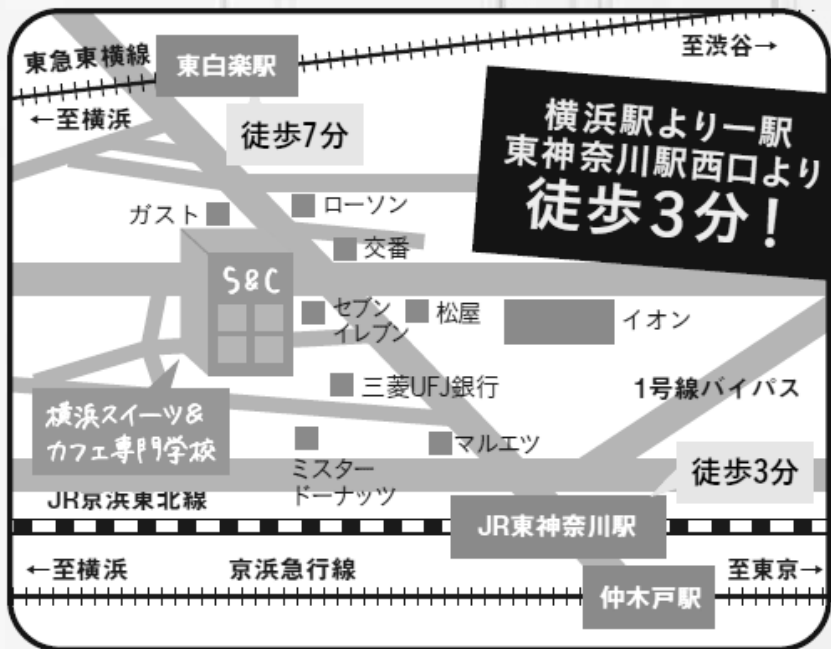 東急東横線
東白楽駅
至渋谷→
←至横浜
徒歩7分
横浜駅より一駅
東神奈川駅西口より
徒歩3分！
ガスト
ローソン
交番
S&C
セブン
イレブン
松屋
イオン
三菱UFJ銀行
1号線バイパス
横浜スイーツ&
カフェ専門学校
マルエツ
ミスター
ドーナッツ
徒歩3分
JR京浜東北線
JR東神奈川駅
←至横浜
京浜急行線
至東京→
仲木戸駅